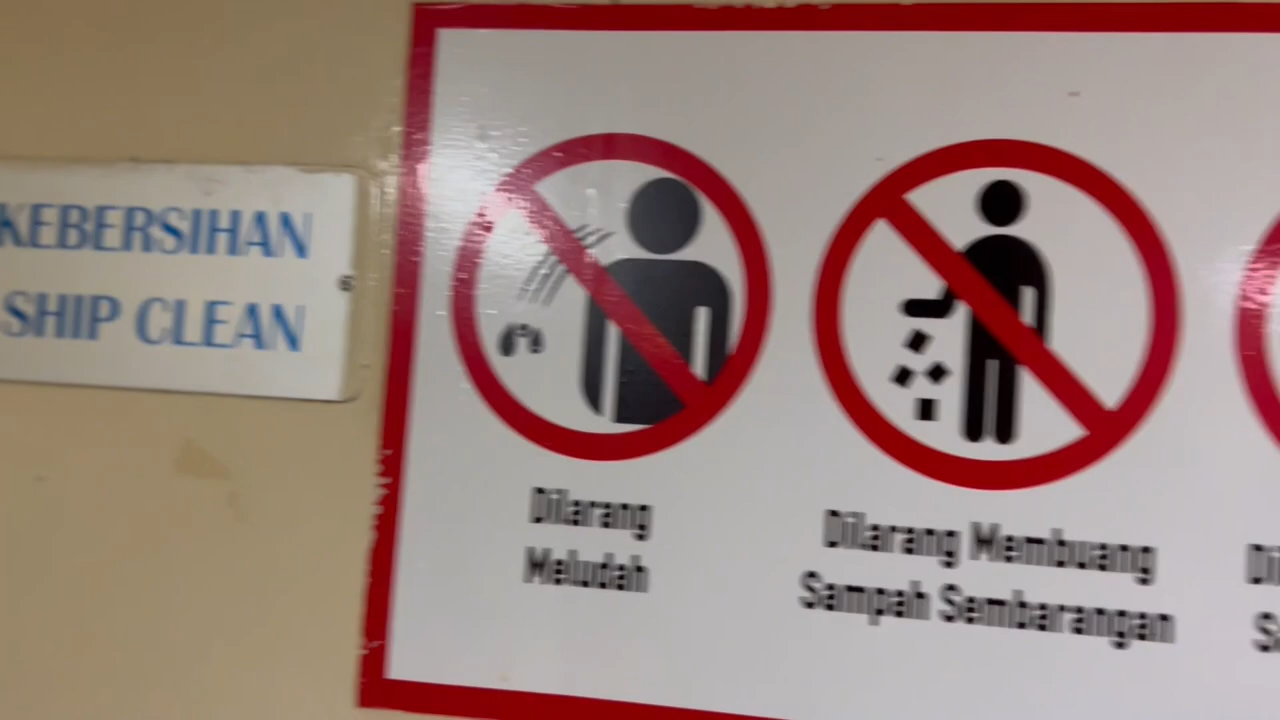 KEBERSIHAN
SHIP CLEAN
Dilarang
Meludah
Dilarang Membuang
Sampah Sembarangan